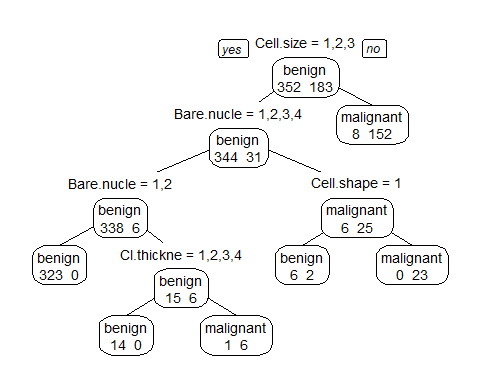 yes Cell.size = 1,2,3 no
benign
352 183
Bare.nucle = 1,2,3,4
malignant
8 152
benign
344 31
Bare.nucle = 1,2
Cell.shape = 1
benign
338 6
malignant
6 25
Cl.thickne = 1,2,3,4
benign
323 0
benign
15 6
benign
6 2
malignant
0 23
benign
14 0
malignant
1 6